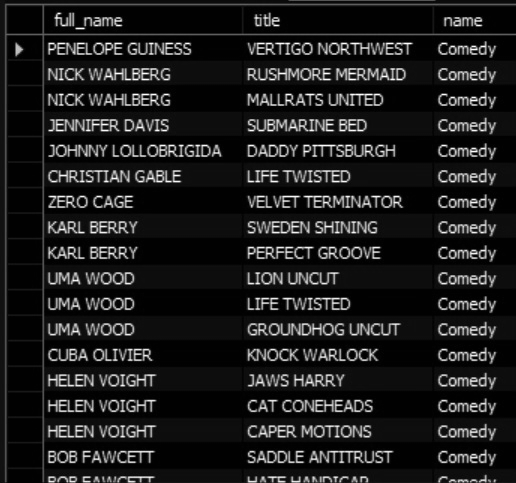 full_name title name
PENELOPE GUINESS VERTIGO NORTHWEST Comedy
NICK WAHLBERG RUSHMORE MERMAID Comedy
NICK WAHLBERG MALLRATS UNITED Comedy
JENNIFER DAVIS SUBMARINE BED Comedy
JOHNNY LOLLOBRIGIDA DADDY PITTSBURGH Comedy
CHRISTIAN GABLE LIFE TWISTED Comedy
ZERO CAGE VELVET TERMINATOR Comedy
KARL BERRY SWEDEN SHINING Comedy
KARL BERRY PERFECT GROOVE Comedy
UMA WOOD LION UNCUT Comedy
UMA WOOD LIFE TWISTED Comedy
UMA WOOD GROUNDHOG UNCUT Comedy
CUBA OLIVIER KNOCK WARLOCK Comedy
HELEN VOIGHT JAWS HARRY Comedy
HELEN VOIGHT CAT CONEHEADS Comedy
HELEN VOIGHT CAPER MOTIONS Comedy
BOB FAWCETT SADDLE ANTITRUST Comedy
BOB FAWCETT HATE HANDICAP Comedy